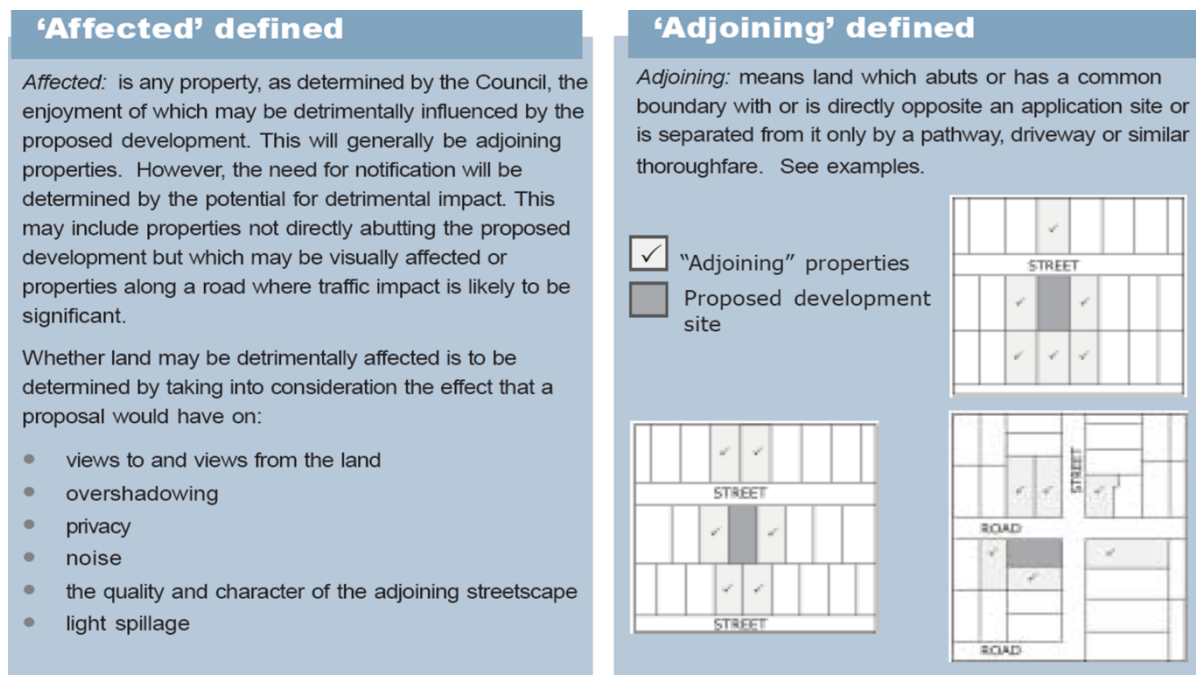 ‘Affected’ defined
Affected: is any property, as determined by the Council, the
enjoyment of which may be detrimentally influenced by the
proposed development. This will generally be adjoining
properties. However, the need for notification will be
determined by the potential for detrimental impact. This
may include properties not directly abutting the proposed
development but which may be visually affected or
properties along a road where traffic impact is likely to be
significant.
Whether land may be detrimentally affected is to be
determined by taking into consideration the effect that a
proposal would have on:
views to and views from the land
overshadowing
privacy
noise
the quality and character of the adjoining streetscape
light spillage
‘Adjoining’ defined
Adjoining: means land which abuts or has a common
boundary with or is directly opposite an application site or
is separated from it only by a pathway, driveway or similar
thoroughfare. See examples.
“Adjoining” properties
Proposed development
site
STREET
STREET
STREET
STREET
ROAD
ROAD